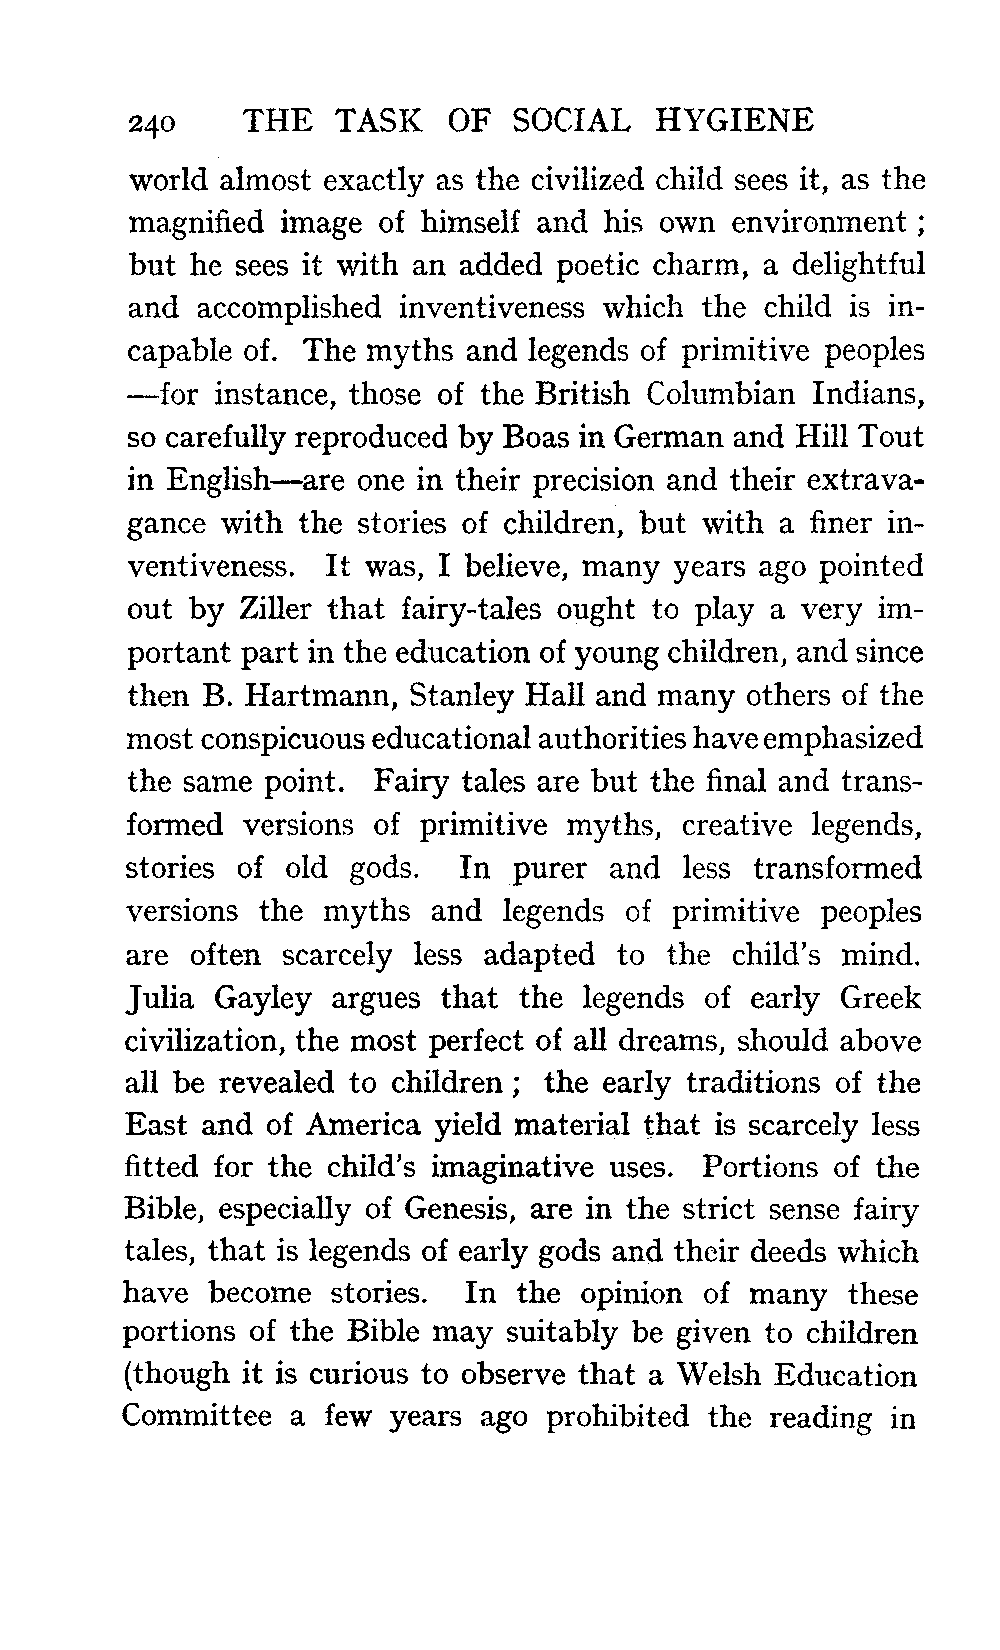 240 THE TASK OF SOCIAL HYGIENE
world almost exactly as the civilized child sees it, as the
magnified image of himself and his own environment ;
but he sees it with an added poetic charm, a delightful
and accomplished inventiveness which the child is in-
capable of. The myths and legends of primitive peoples
—for instance, those of the British Columbian Indians,
so carefully reproduced by Boas in German and Hill Tout
in English—are one in their precision and their extrava-
gance with the stories of children, but with a finer in-
ventiveness. It was, I believe, many years ago pointed
out by Ziller that fairy-tales ought to play a very im-
portant part in the education of young children, and since
then B. Hartmann, Stanley Hall and many others of the
most conspicuous educational authorities have emphasized
the same point. Fairy tales are but the final and trans-
formed versions of primitive myths, creative legends,
stories of old gods. In purer and less transformed
versions the myths and legends of primitive peoples
are often scarcely less adapted to the child's mind.
Julia Gayley argues that the legends of early Greek
civilization, the most perfect of all dreams, should above
all be revealed to children ; the early traditions of the
East and of America yield material that is scarcely less
fitted for the child's imaginative uses. Portions of the
Bible, especially of Genesis, are in the strict sense fairy
tales, that is legends of early gods and their deeds which
have become stories. In the opinion of many these
portions of the Bible may suitably be given to children
(though it is curious to observe that a Welsh Education
Committee a few years ago prohibited the reading in